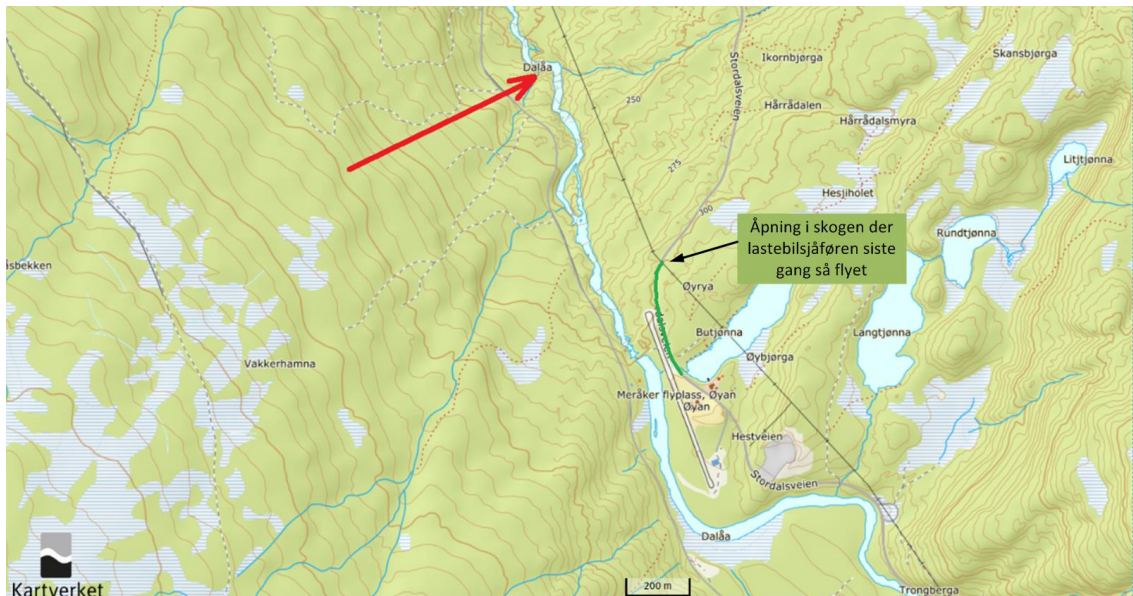 Dalåa
Stordalsveien
Ikornbjørga
Skansbjørga
250
Hårrådalen
Hårrådalsmyra
Litjtjønna
275
Hesjiholet
300
Åpning i skogen der
lastebilsjåføren siste
gang så flyet
Rundtjønna
åsbekken
Øyrya
dalsveien
Butjønna
Langtjønna
Vakkerhamna
Øybjørga
Meråker flyplass, Øyan
Øyan
Hestveien
Stordalsveien
Dalåa
Kartverket
200 m
Trongberga